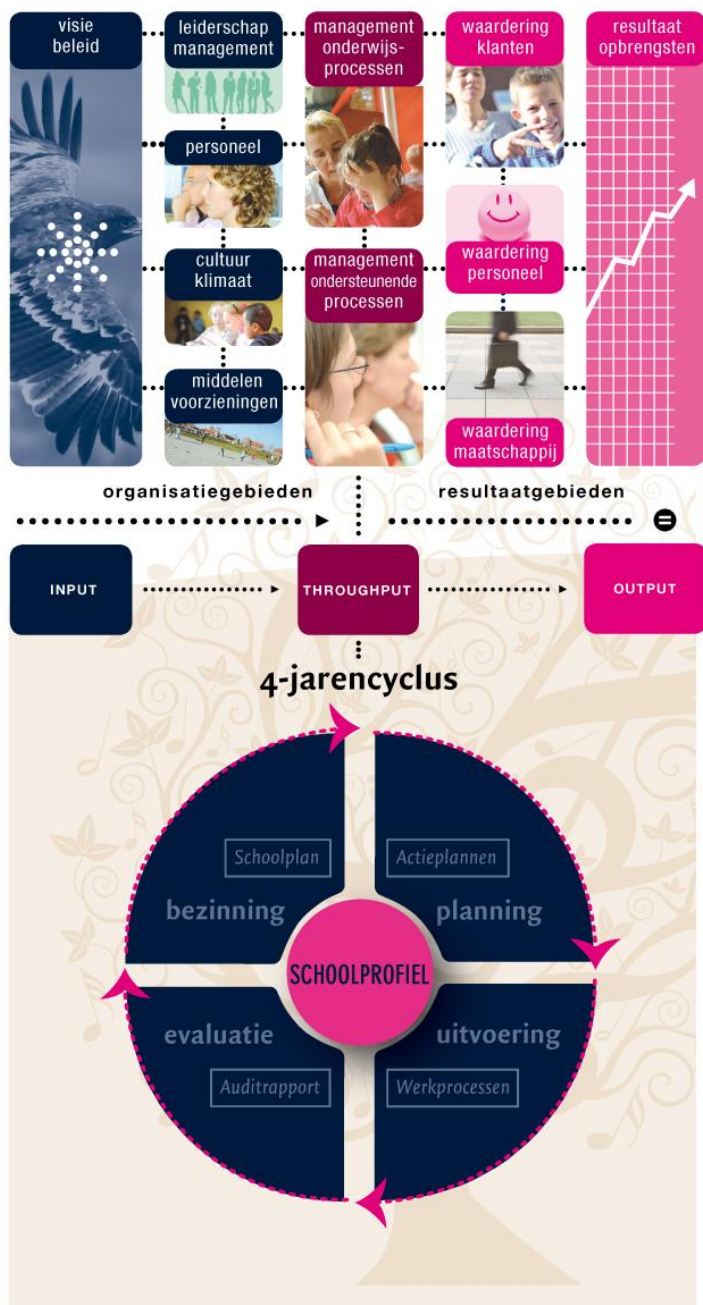 visie
beleid
leiderschap
management
personeel
cultuur
klimaat
middelen
voorzieningen
management
onderwijs-
processen
management
ondersteunende
processen
waardering
klanten
waardering
personeel
waardering
maatschappij
resultaat
opbrengsten
organisatiegebieden
resultaatgebieden
=
INPUT
THROUGHPUT
OUTPUT
4-jarencyclus
Schoolplan
bezinning
Actieplannen
planning
SCHOOLPROFIEL
evaluatie
Auditrapport
uitvoering
Werkprocessen